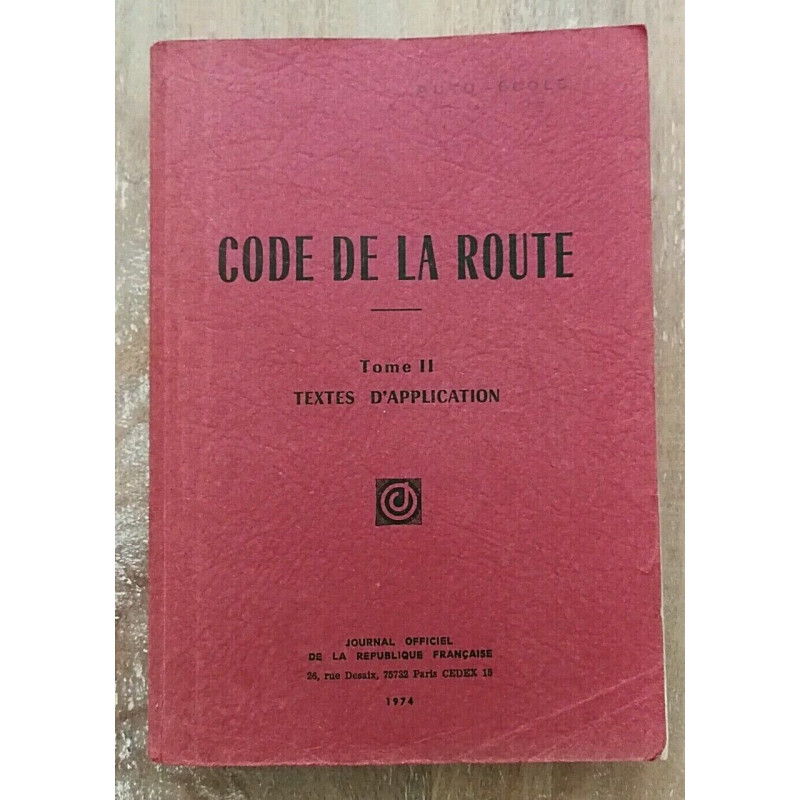 AUTO-ECOLE
CODE DE LA ROUTE
Tome II
TEXTES D'APPLICATION
JOURNAL OFFICIEL
DE LA REPUBLIQUE FRANÇAISE
26, rue Desaix, 75732 Paris CEDEX 15
1974